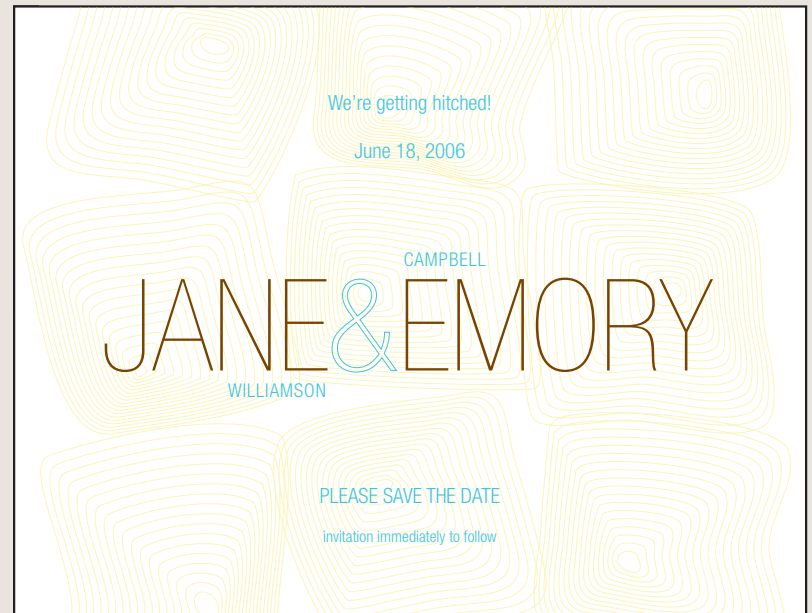 We're getting hitched!
June 18, 2006
CAMPBELL
JANE&EMORY
WILLIAMSON
PLEASE SAVE THE DATE
invitation immediately to follow